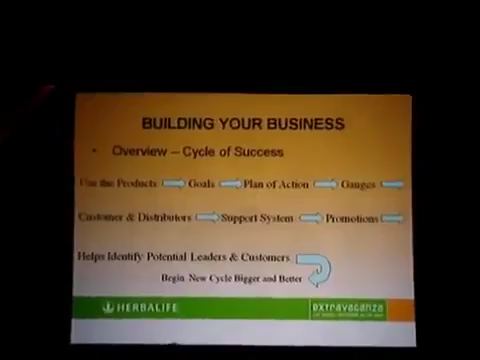 BUILDING YOUR BUSINESS
• Overview – Cycle of Success
Use the Products Goals Plan of Action Gauges
Customer & Distributors Support System Promotions
Helps Identify Potential Leaders & Customers
Begin New Cycle Bigger and Better
HERBALIFE extravaganza